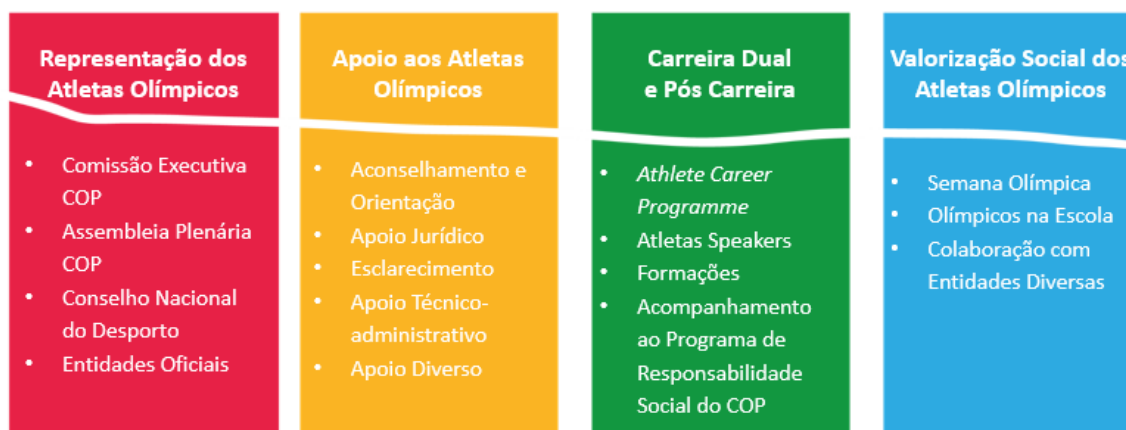 Representação dos
Atletas Olímpicos
• Comissão Executiva
COP
• Assembleia Plenária
COP
• Conselho Nacional
do Desporto
• Entidades Oficiais
Apoio aos Atletas
Olímpicos
• Aconselhamento e
Orientação
• Apoio Jurídico
• Esclarecimento
• Apoio Técnico-
administrativo
• Apoio Diverso
Carreira Dual
e Pós Carreira
• Athlete Career
Programme
• Atletas Speakers
• Formações
• Acompanhamento
ao Programa de
Responsabilidade
Social do COP
Valorização Social dos
Atletas Olímpicos
• Semana Olímpica
• Olímpicos na Escola
• Colaboração com
Entidades Diversas